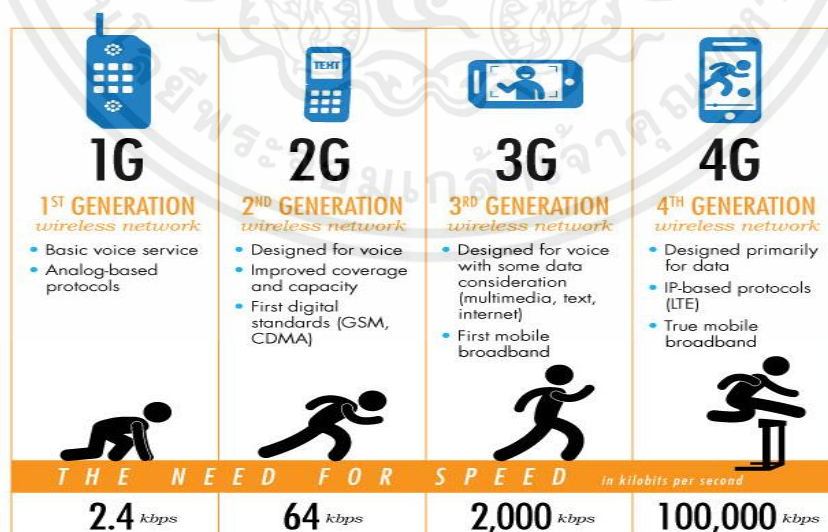 TEXT
1G
1ST GENERATION
wireless network
• Basic voice service
• Analog-based
protocols
2G
2ND GENERATION
wireless network
• Designed for voice
• Improved coverage
and capacity
• First digital
standards (GSM,
CDMA)
3G
3RD GENERATION
wireless network
• Designed for voice
with some data
consideration
(multimedia, text,
internet)
• First mobile
broadband
4G
4TH GENERATION
wireless network
• Designed primarily
for data
• IP-based protocols
(LTE)
• True mobile
broadband
THE NEED FOR SPEED in kilobits per second
2.4 kbps
64 kbps
2,000 kbps
100,000 kbps